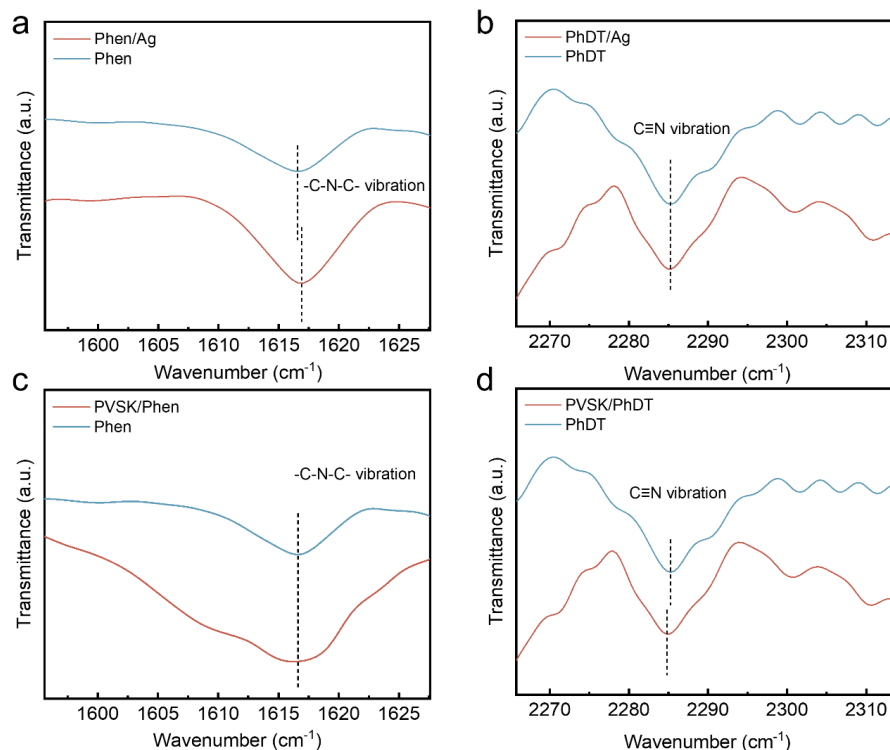 a
Phen/Ag
Phen
-C-N-C- vibration
Transmittance (a.u.)
1600 1605 1610 1615 1620 1625
Wavenumber (cm⁻¹)
b
PhDT/Ag
PhDT
C≡N vibration
Transmittance (a.u.)
2270 2280 2290 2300 2310
Wavenumber (cm⁻¹)
c
PVSK/Phen
Phen
-C-N-C- vibration
Transmittance (a.u.)
1600 1605 1610 1615 1620 1625
Wavenumber (cm⁻¹)
d
PVSK/PhDT
PhDT
C≡N vibration
Transmittance (a.u.)
2270 2280 2290 2300 2310
Wavenumber (cm⁻¹)